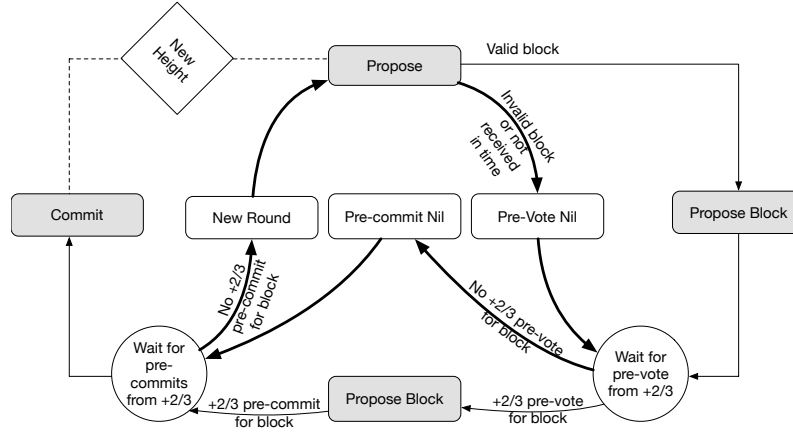 New
Height
Propose
Valid block
Invalid block
or not
received
in time
Commit
New Round
Pre-commit Nil
Pre-Vote Nil
Propose Block
No +2/3
pre-commit
for block
No +2/3 pre-vote
for block
Wait for
pre-
commits
from +2/3
Wait for
pre-vote
from +2/3
+2/3 pre-commit
for block
Propose Block
+2/3 pre-vote
for block